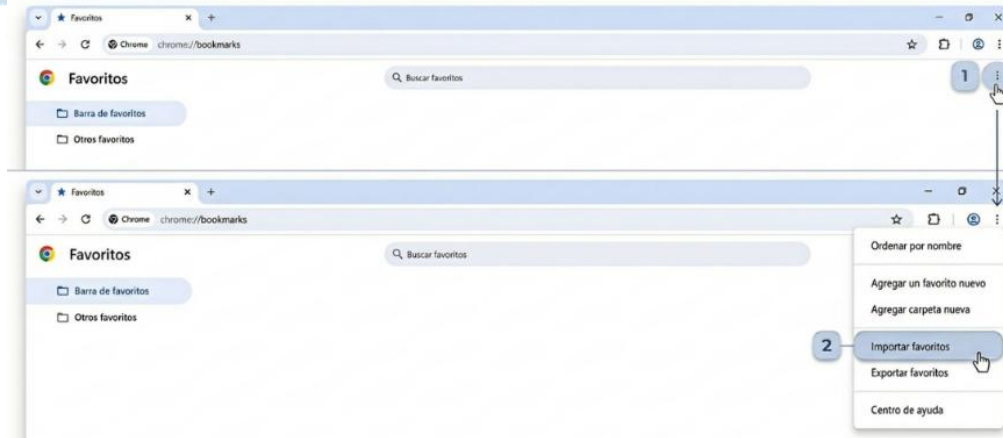 Favoritos
Chrome chrome://bookmarks
Favoritos
Buscar favoritos
1
Barra de favoritos
Otros favoritos
Favoritos
Chrome chrome://bookmarks
Favoritos
Buscar favoritos
Barra de favoritos
Otros favoritos
Ordenar por nombre
Agregar un favorito nuevo
Agregar carpeta nueva
2
Importar favoritos
Exportar favoritos
Centro de ayuda